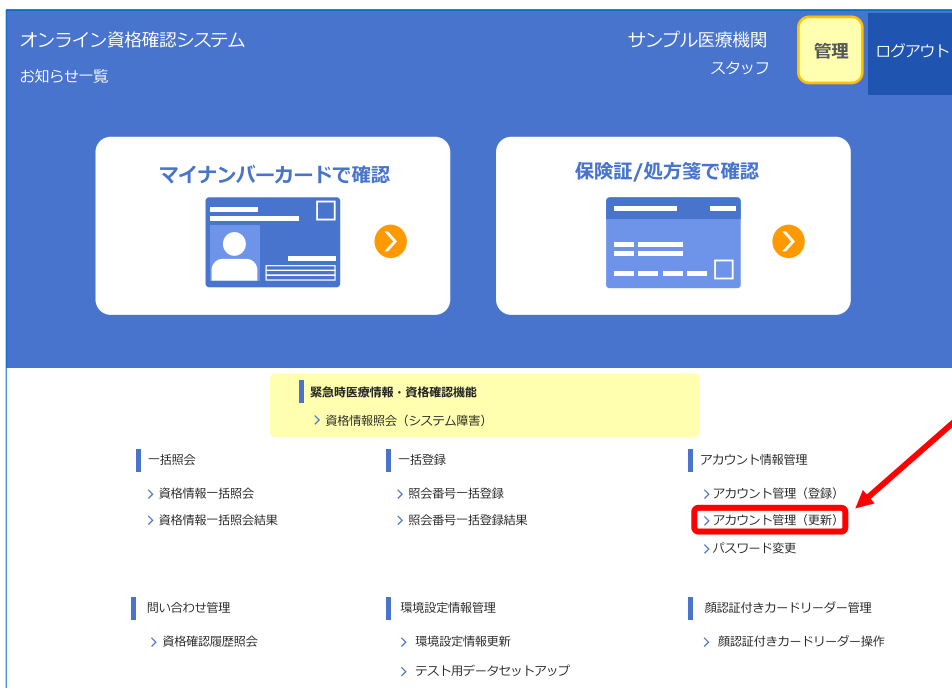 オンライン資格確認システム
サンプル医療機関
管理
ログアウト
お知らせ一覧
スタッフ
マイナンバーカードで確認
保険証/処方箋で確認
緊急時医療情報・資格確認機能
資格情報照会（システム障害）
一括照会
資格情報一括照会
資格情報一括照会結果
一括登録
照会番号一括登録
照会番号一括登録結果
アカウント情報管理
アカウント管理（登録）
アカウント管理（更新）
パスワード変更
問い合わせ管理
資格確認履歴照会
環境設定情報管理
環境設定情報更新
テスト用データセットアップ
顔認証付きカードリーダー管理
顔認証付きカードリーダー操作